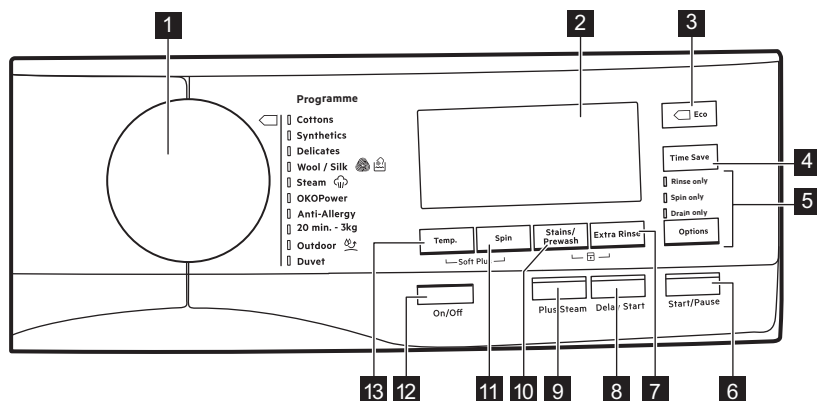 1
2
3
Programme
Cottons
Synthetics
Delicates
Wool / Silk
Steam
OKOPower
Anti-Allergy
20 min. - 3kg
Outdoor
Duvet
Eco
Time Save
4
Rinse only
Spin only
Drain only
Options
5
Temp.
Spin
Stains/
Prewash
Extra Rinse
Soft Plus
On/Off
Plus Steam
Delay Start
Start/Pause
13
12
11
10
9
8
7
6